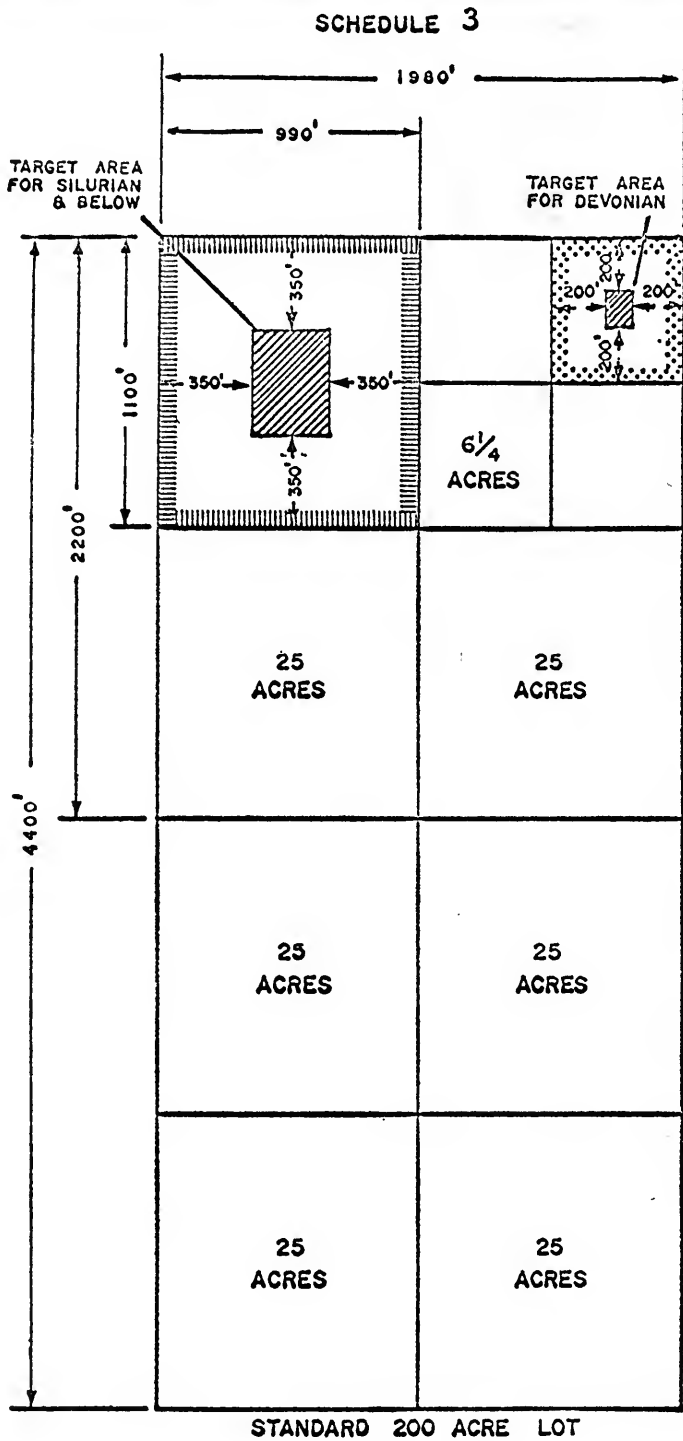 SCHEDULE 3
1980'
990'
TARGET AREA
FOR SILURIAN
& BELOW
TARGET AREA
FOR DEVONIAN
350'
200'
200'
200'
200'
350'
350'
350'
1100'
2200'
4400'
6 1/4
ACRES
25
ACRES
25
ACRES
25
ACRES
25
ACRES
25
ACRES
25
ACRES
STANDARD 200 ACRE LOT